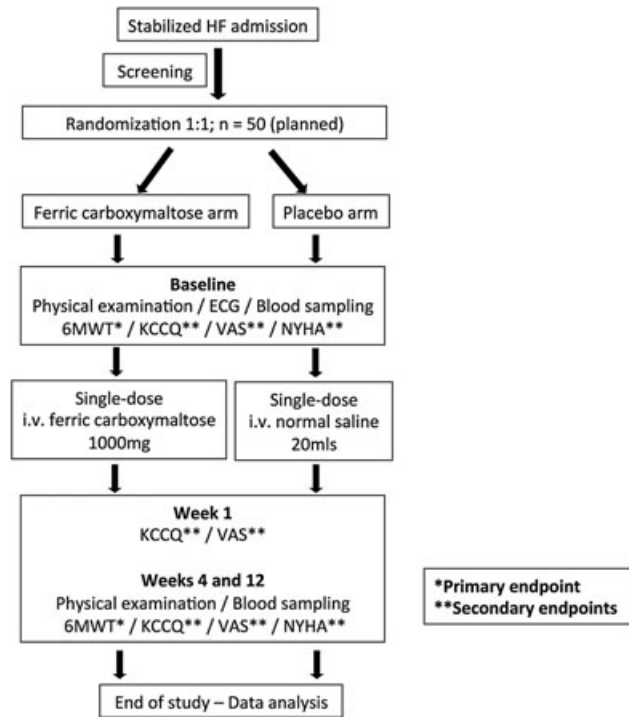 Stabilized HF admission
Screening
Randomization 1:1; n = 50 (planned)
Ferric carboxymaltose arm
Placebo arm
Baseline
Physical examination / ECG / Blood sampling
6MWT* / KCCQ** / VAS** / NYHA**
Single-dose
i.v. ferric carboxymaltose
1000mg
Single-dose
i.v. normal saline
20mls
Week 1
KCCQ** / VAS**
Weeks 4 and 12
Physical examination / Blood sampling
6MWT* / KCCQ** / VAS** / NYHA**
*Primary endpoint
**Secondary endpoints
End of study – Data analysis